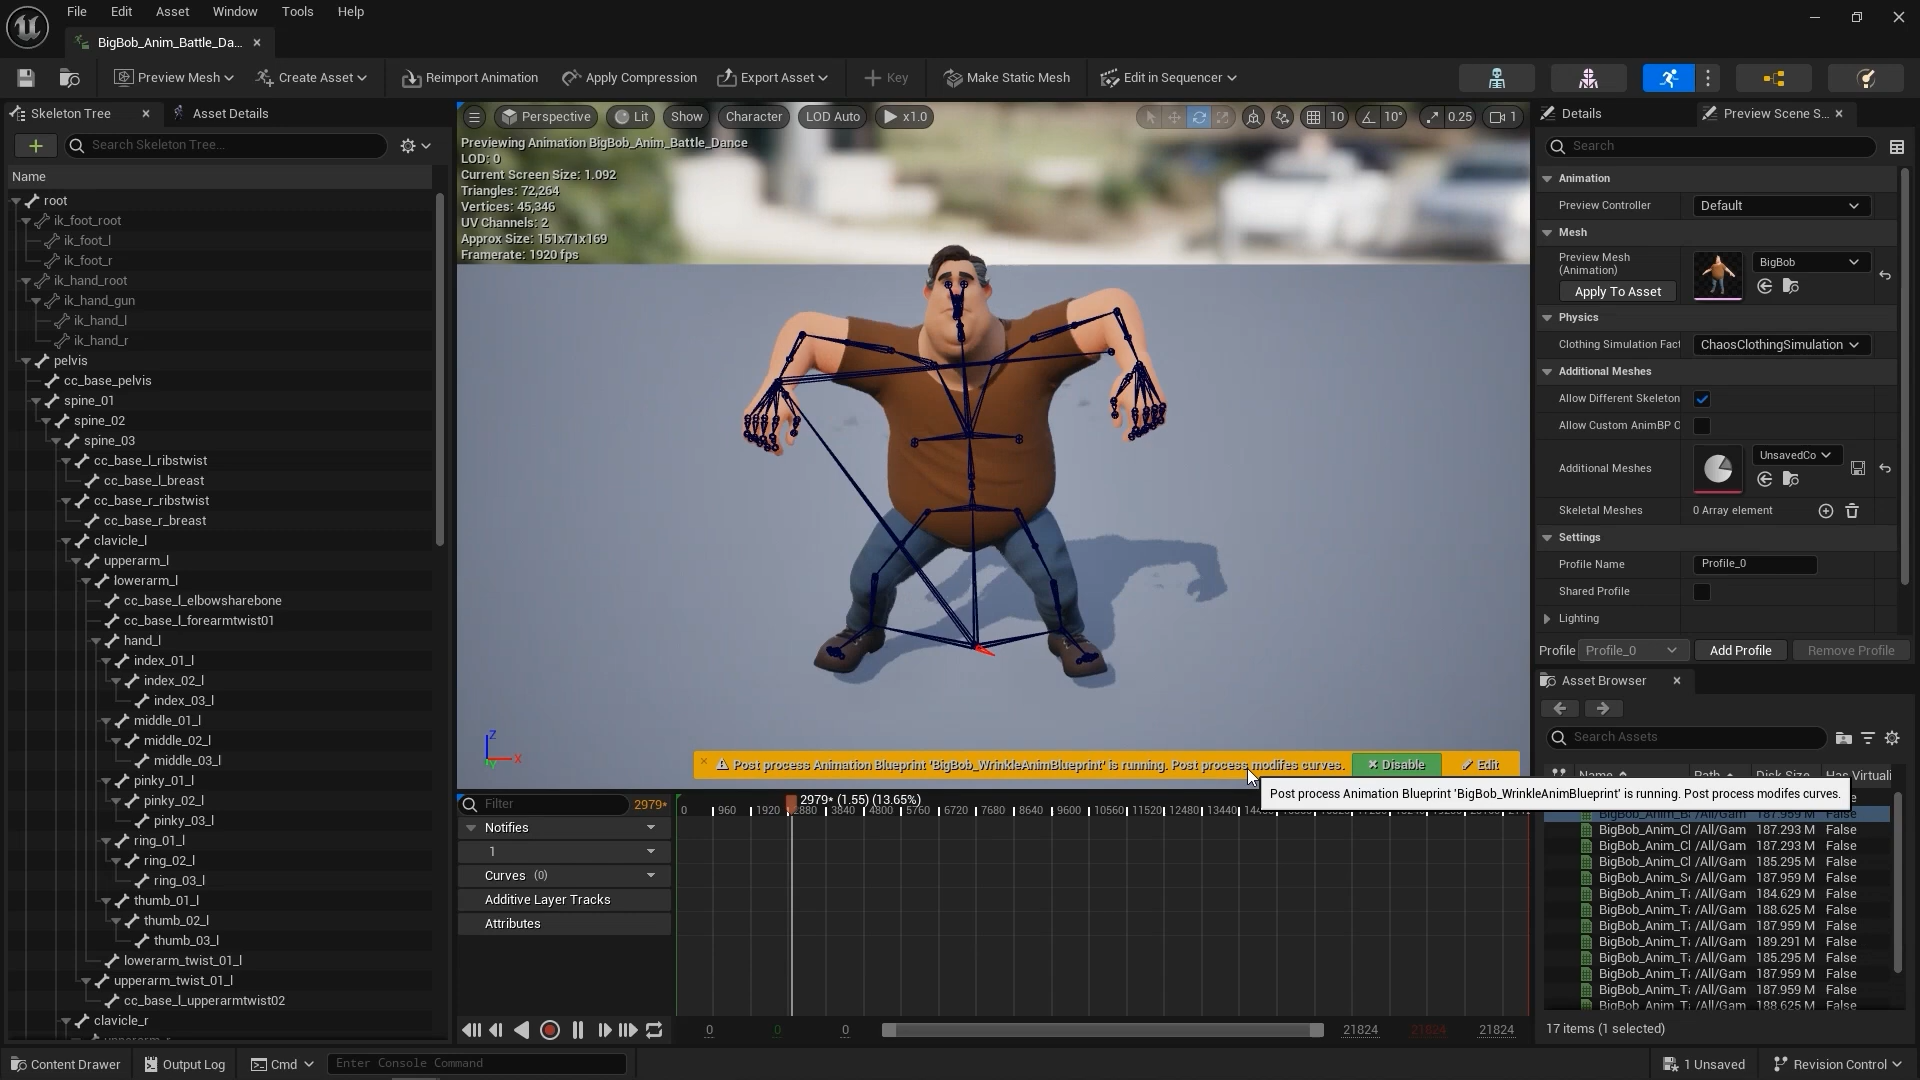 File Edit Asset Window Tools Help
BigBob_Anim_Battle_Da...
Preview Mesh Create Asset Reimport Animation Apply Compression Export Asset Key Make Static Mesh Edit in Sequencer
Skeleton Tree Asset Details
Search Skeleton Tree...
Name
root
ik_foot_root
ik_foot_l
ik_foot_r
ik_hand_root
ik_hand_gun
ik_hand_l
ik_hand_r
pelvis
cc_base_pelvis
spine_01
spine_02
spine_03
cc_base_l_ribstwist
cc_base_l_breast
cc_base_r_ribstwist
cc_base_r_breast
clavicle_l
upperarm_l
lowerarm_l
cc_base_l_elbowsharebone
cc_base_l_forearmtwist01
hand_l
index_01_l
index_02_l
index_03_l
middle_01_l
middle_02_l
middle_03_l
pinky_01_l
pinky_02_l
pinky_03_l
ring_01_l
ring_02_l
ring_03_l
thumb_01_l
thumb_02_l
thumb_03_l
lowerarm_twist_01_l
upperarm_twist_01_l
cc_base_l_upperarmtwist02
clavicle_r
Perspective Lit Show Character LOD Auto x1.0 10 10° 0.25 1
Previewing Animation BigBob_Anim_Battle_Dance
LOD: 0
Current Screen Size: 1.092
Triangles: 72,264
Vertices: 45,346
UV Channels: 2
Approx Size: 151x71x169
Framerate: 1920 fps
Z
X
Post process Animation Blueprint 'BigBob_WrinkleAnimBlueprint' is running. Post process modifes curves. Disable Edit
Post process Animation Blueprint 'BigBob_WrinkleAnimBlueprint' is running. Post process modifes curves.
Filter 2979*
2979* (1.55) (13.65%)
0 960 1920 2880 3840 4800 5760 6720 7680 8640 9600 10560 11520 12480 13440
Notifies
1
Curves (0)
Additive Layer Tracks
Attributes
0 0 0 21824 21824 21824
Details Preview Scene S...
Search
Animation
Preview Controller Default
Mesh
Preview Mesh (Animation) BigBob
Apply To Asset
Physics
Clothing Simulation Fact ChaosClothingSimulation
Additional Meshes
Allow Different Skeleton
Allow Custom AnimBP O
Additional Meshes UnsavedCo
Skeletal Meshes 0 Array element
Settings
Profile Name Profile_0
Shared Profile
Lighting
Profile Profile_0 Add Profile Remove Profile
Asset Browser
Search Assets
Name Path Disk Size Has Virtuali
BigBob_Anim_B /All/Gam 187.959 M False
BigBob_Anim_Cl /All/Gam 187.293 M False
BigBob_Anim_Cl /All/Gam 187.293 M False
BigBob_Anim_Cl /All/Gam 185.295 M False
BigBob_Anim_S /All/Gam 187.959 M False
BigBob_Anim_T /All/Gam 184.629 M False
BigBob_Anim_T /All/Gam 188.625 M False
BigBob_Anim_T /All/Gam 187.959 M False
BigBob_Anim_T /All/Gam 189.291 M False
BigBob_Anim_T /All/Gam 185.295 M False
BigBob_Anim_T /All/Gam 187.959 M False
BigBob_Anim_T /All/Gam 187.959 M False
BigBob_Anim_T /All/Gam 188.625 M False
17 items (1 selected)
Content Drawer Output Log Cmd Enter Console Command 1 Unsaved Revision Control